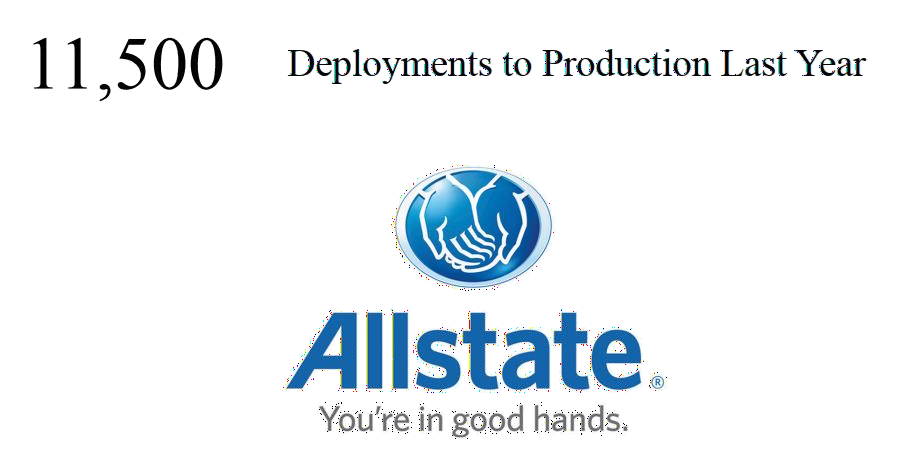 11,500 Deployments to Production Last Year
Allstate®
You're in good hands.